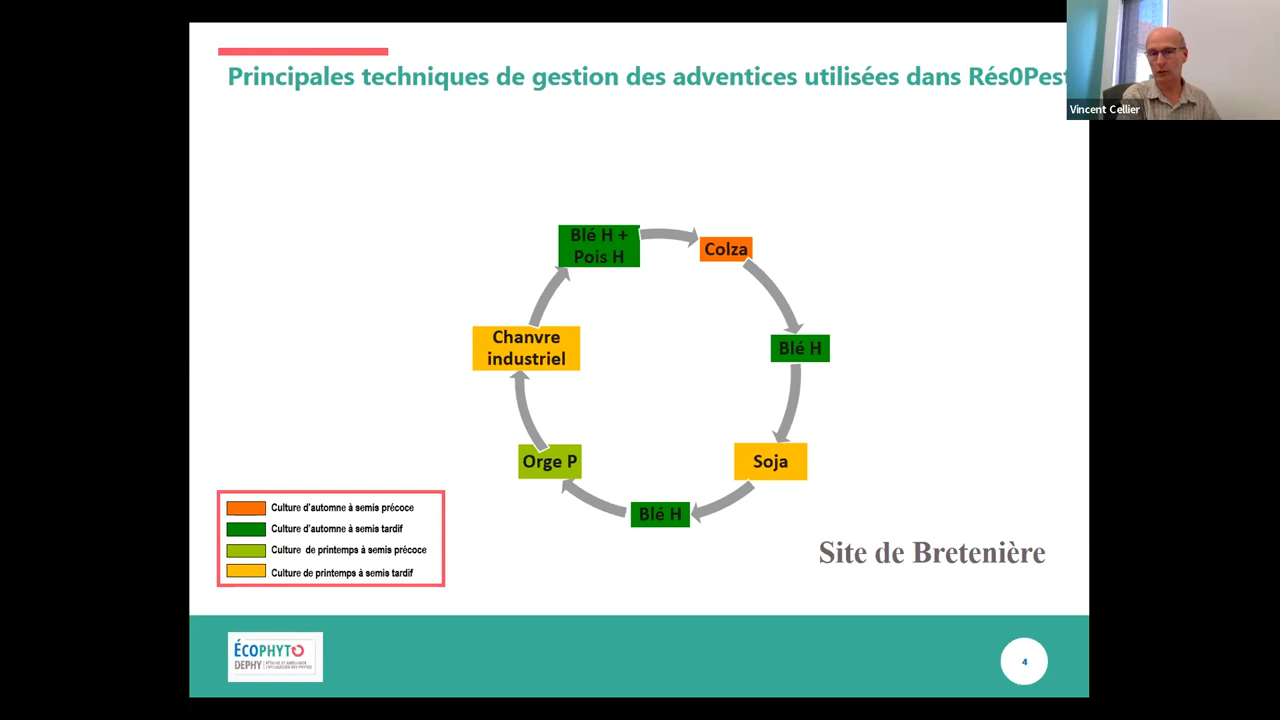 Principales techniques de gestion des adventices utilisées dans Rés0Pest
Vincent Cellier
Blé H +
Pois H
Colza
Chanvre
industriel
Blé H
Orge P
Soja
Blé H
Culture d'automne à semis précoce
Culture d'automne à semis tardif
Culture de printemps à semis précoce
Culture de printemps à semis tardif
Site de Bretenière
ÉCOPHYTO
DEPHY
4